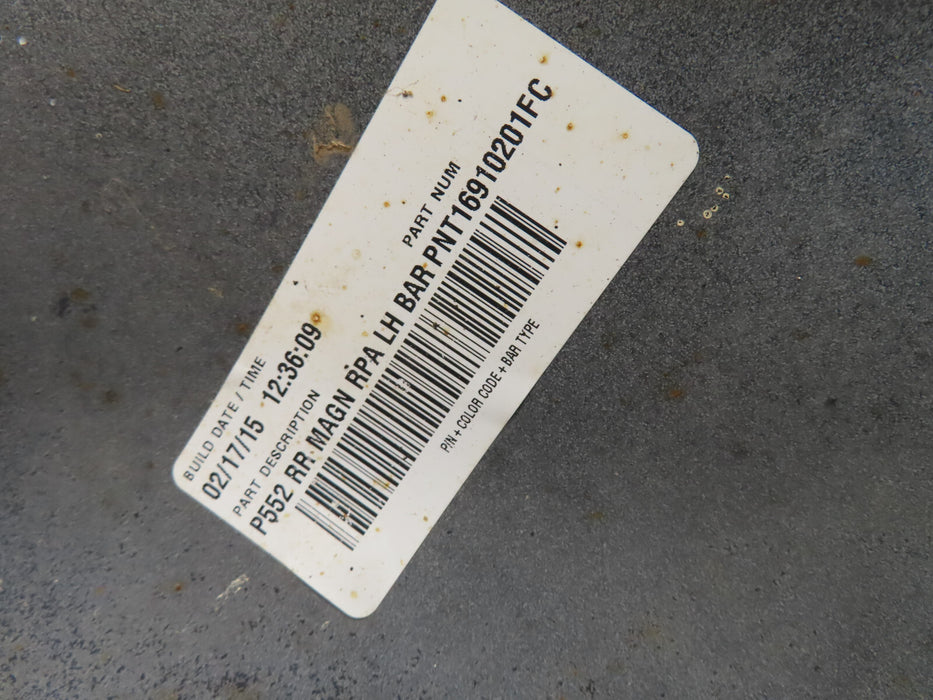 BUILD DATE / TIME
02/17/15 12:36:09
PART DESCRIPTION PART NUM
P552 RR MAGN RPA LH BAR PNT16910201FC
P/N + COLOR CODE + BAR TYPE